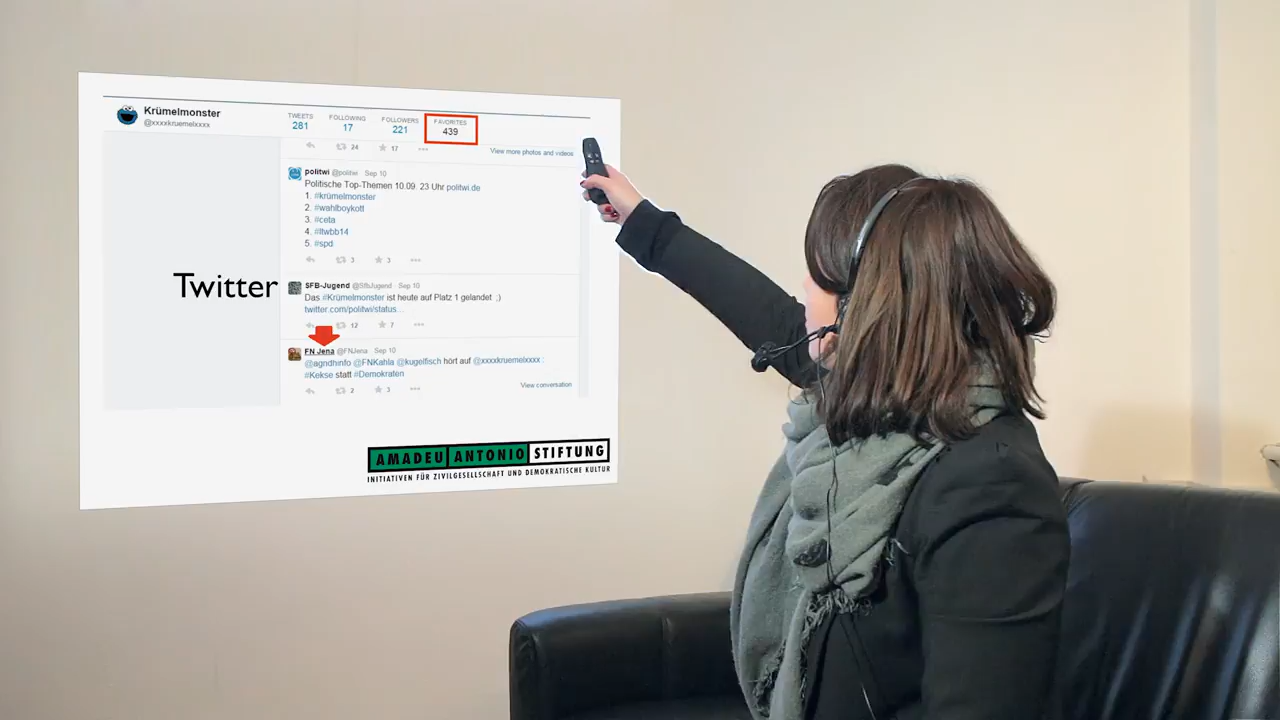 Krümelmonster
@xxxxkruemelxxxx
TWEETS FOLLOWING FOLLOWERS FAVORITES
281 17 221 439
24 17
View more photos and videos
politwi @politwi Sep 10
Politische Top-Themen 10.09. 23 Uhr politwi.de
1. #krümelmonster
2. #wahlboykott
3. #ceta
4. #ltwbb14
5. #spd
3 3
Twitter
SFB-Jugend @SfbJugend Sep 10
Das #Krümelmonster ist heute auf Platz 1 gelandet ;)
twitter.com/politwi/status...
12 7
FN Jena @FNJena Sep 10
@agndhinfo @FNKahla @kugelfisch hört auf @xxxxkruemelxxxx :
#Kekse statt #Demokraten
View conversation
2 3
AMADEU ANTONIO STIFTUNG
INITIATIVEN FÜR ZIVILGESELLSCHAFT UND DEMOKRATISCHE KULTUR